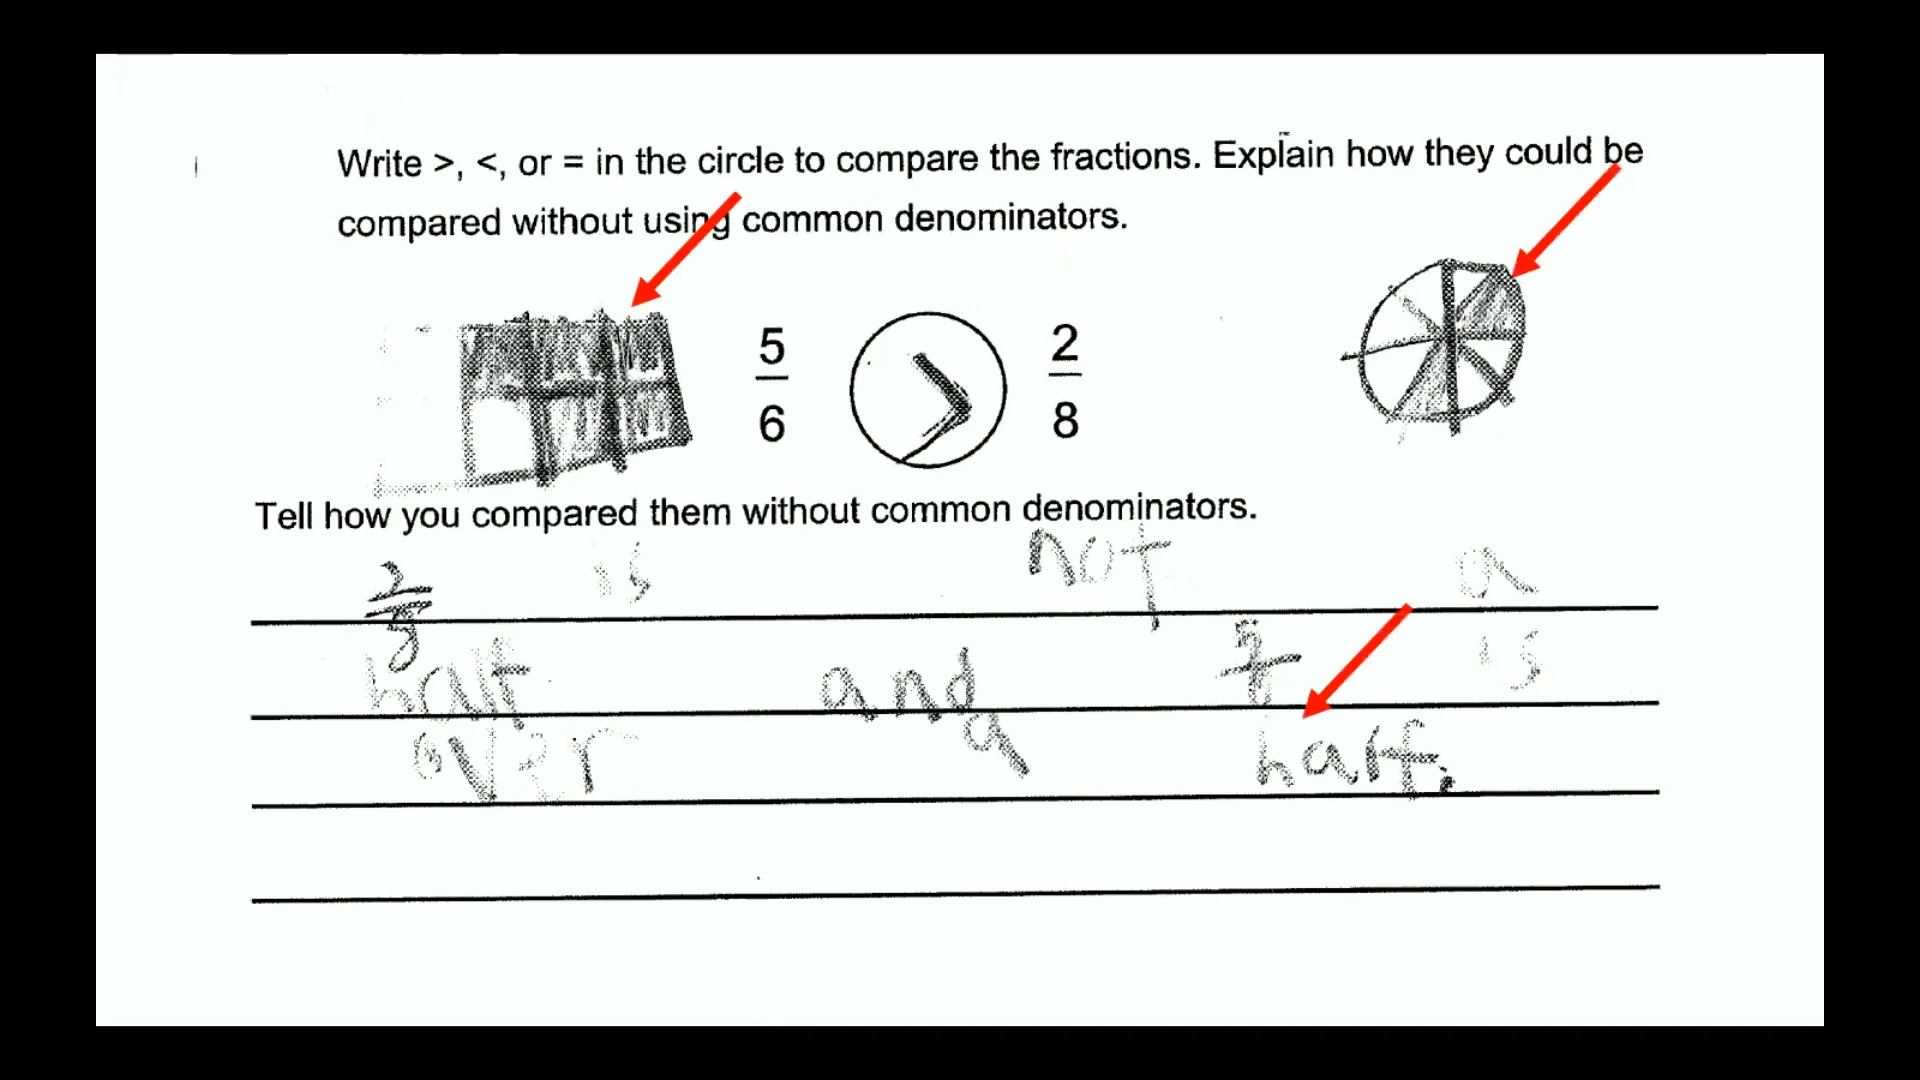 Write >, <, or = in the circle to compare the fractions. Explain how they could be
compared without using common denominators.
5/6 > 2/8
Tell how you compared them without common denominators.
2/8 is not a
half and 5/6 is
over a half.